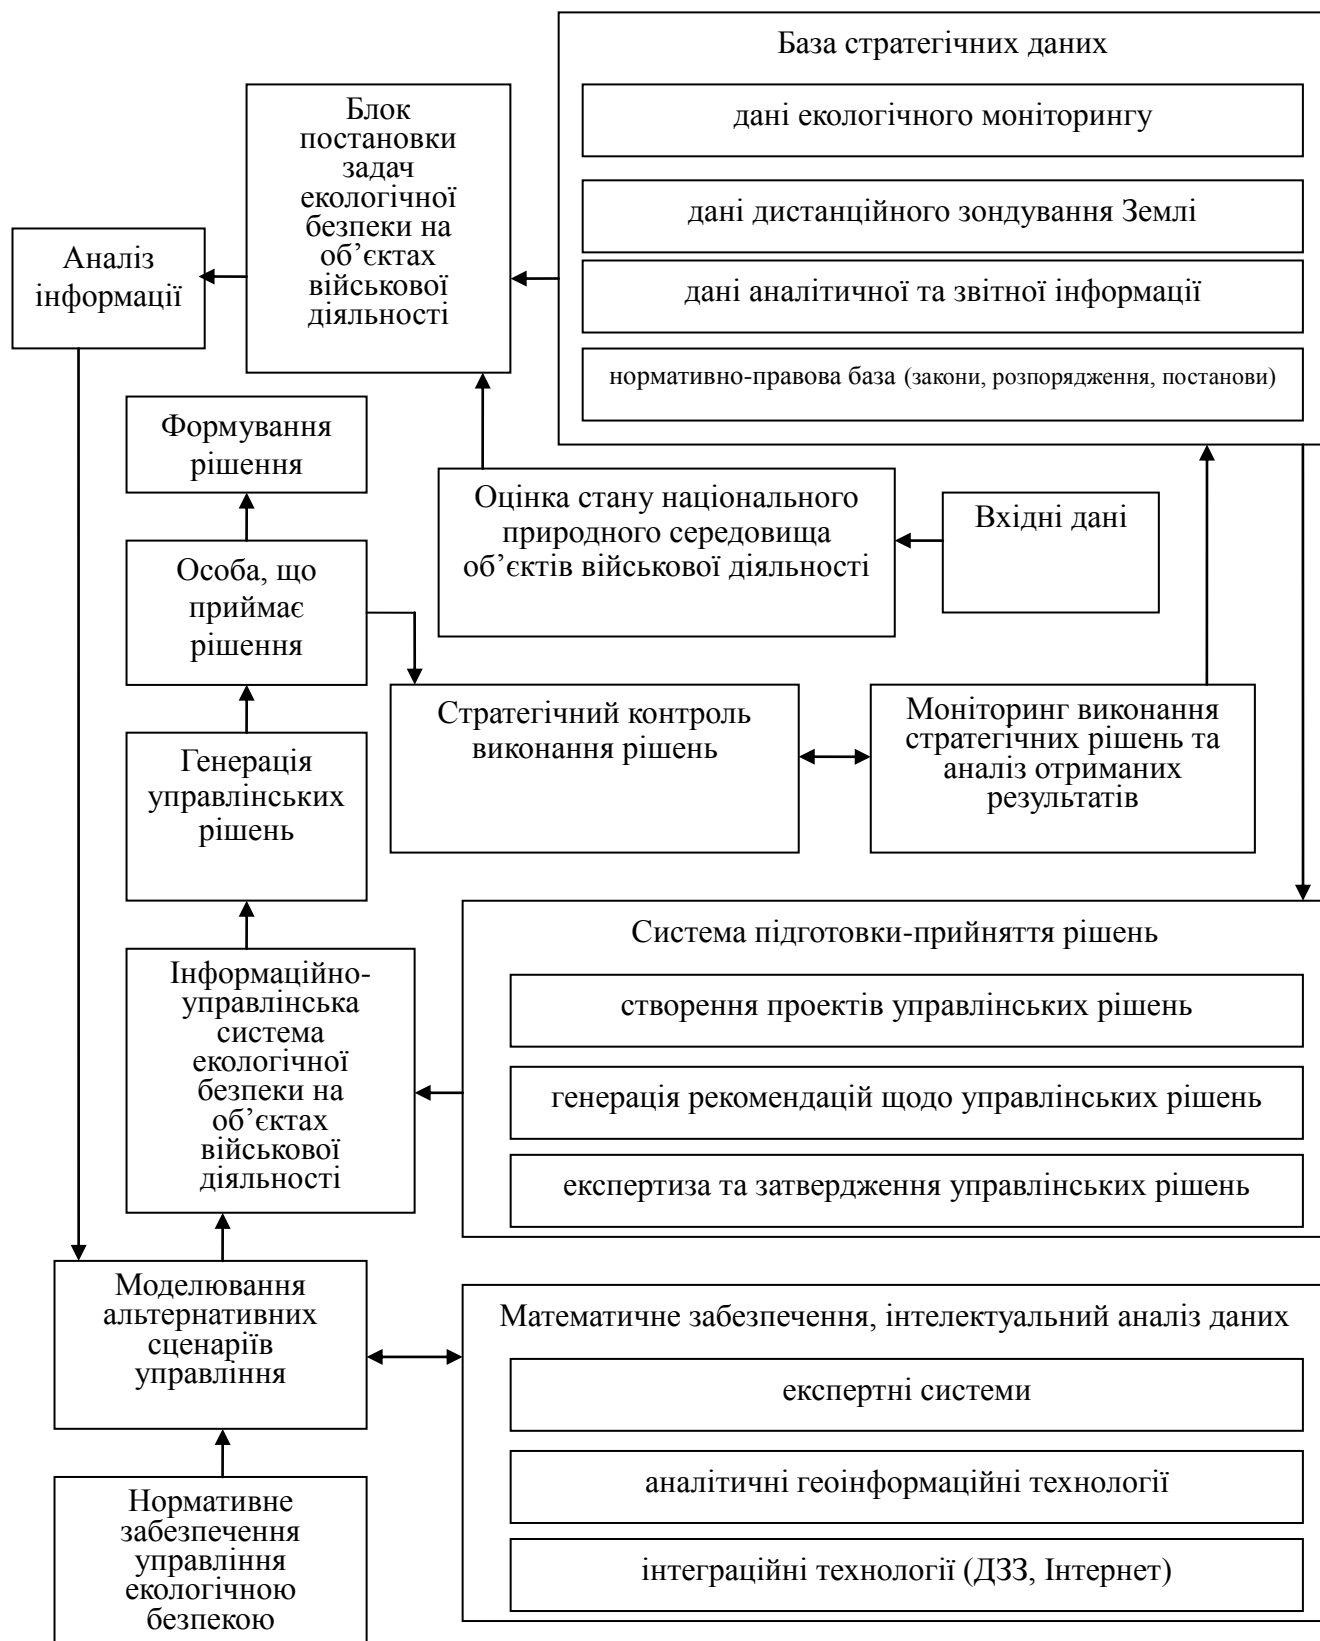 База стратегічних даних
дані екологічного моніторингу
дані дистанційного зондування Землі
дані аналітичної та звітної інформації
нормативно-правова база (закони, розпорядження, постанови)
Блок
постановки
задач
екологічної
безпеки на
об’єктах
військової
діяльності
Аналіз
інформації
Формування
рішення
Оцінка стану національного
природного середовища
об’єктів військової діяльності
Вхідні дані
Особа, що
приймає
рішення
Стратегічний контроль
виконання рішень
Моніторинг виконання
стратегічних рішень та
аналіз отриманих
результатів
Генерація
управлінських
рішень
Система підготовки-прийняття рішень
створення проектів управлінських рішень
генерація рекомендацій щодо управлінських рішень
експертиза та затвердження управлінських рішень
Інформаційно-
управлінська
система
екологічної
безпеки на
об’єктах
військової
діяльності
Моделювання
альтернативних
сценаріїв
управління
Математичне забезпечення, інтелектуальний аналіз даних
експертні системи
аналітичні геоінформаційні технології
інтеграційні технології (ДЗЗ, Інтернет)
Нормативне
забезпечення
управління
екологічною
безпекою